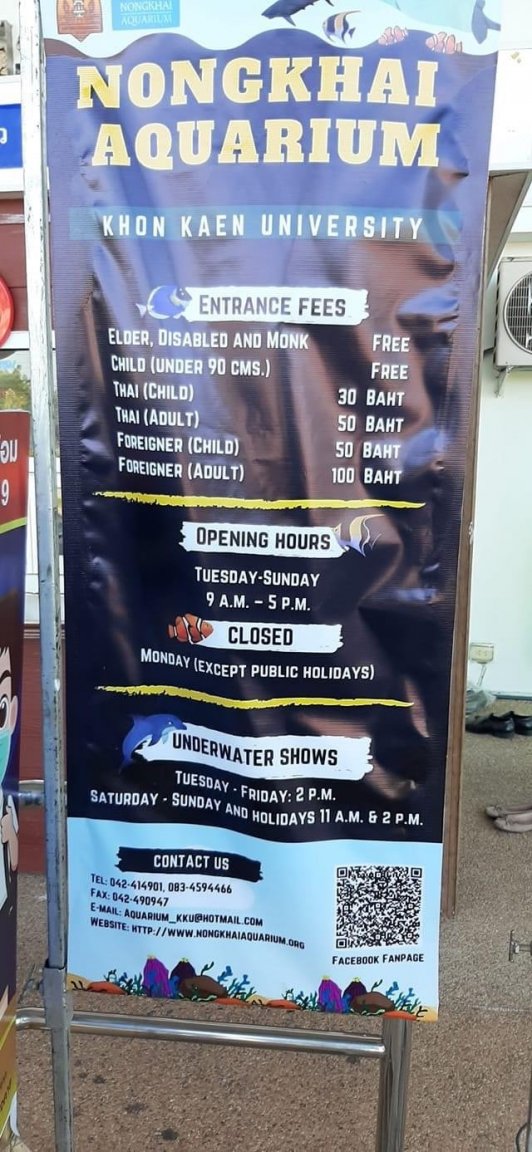 NONGKHAI
AQUARIUM
NONGKHAI
AQUARIUM
KHON KAEN UNIVERSITY
ENTRANCE FEES
ELDER, DISABLED AND MONK FREE
CHILD (UNDER 90 CMS.) FREE
THAI (CHILD) 30 BAHT
THAI (ADULT) 50 BAHT
FOREIGNER (CHILD) 50 BAHT
FOREIGNER (ADULT) 100 BAHT
OPENING HOURS
TUESDAY-SUNDAY
9 A.M. – 5 P.M.
CLOSED
MONDAY (EXCEPT PUBLIC HOLIDAYS)
UNDERWATER SHOWS
TUESDAY - FRIDAY: 2 P.M.
SATURDAY - SUNDAY AND HOLIDAYS 11 A.M. & 2 P.M.
CONTACT US
TEL: 042-414901, 083-4594466
FAX: 042-490947
E-MAIL: AQUARIUM_KKU@HOTMAIL.COM
WEBSITE: HTTP://WWW.NONGKHAIAQUARIUM.ORG
FACEBOOK FANPAGE
9